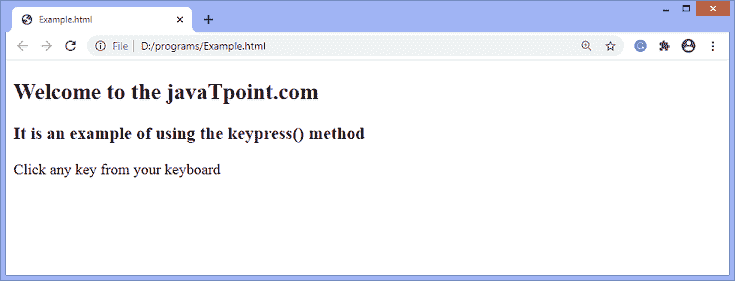 Example.html
File
D:/programs/Example.html
Welcome to the javaTpoint.com
It is an example of using the keypress() method
Click any key from your keyboard